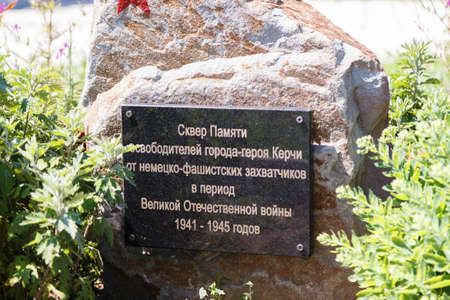 Сквер Памяти
освободителей города-героя Керчи
от немецко-фашистских захватчиков
в период
Великой Отечественной войны
1941 - 1945 годов